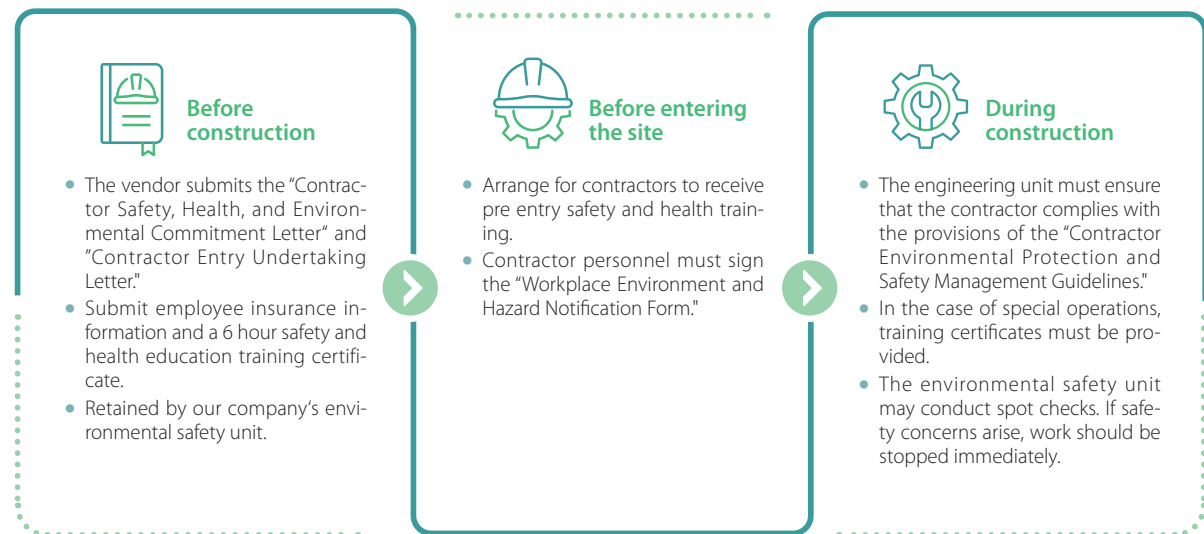 Before
construction
• The vendor submits the “Contrac-
tor Safety, Health, and Environ-
mental Commitment Letter“ and
"Contractor Entry Undertaking
Letter."
• Submit employee insurance in-
formation and a 6 hour safety and
health education training certifi-
cate.
• Retained by our company‘s envi-
ronmental safety unit.
Before entering
the site
• Arrange for contractors to receive
pre entry safety and health train-
ing.
• Contractor personnel must sign
the “Workplace Environment and
Hazard Notification Form."
During
construction
• The engineering unit must ensure
that the contractor complies with
the provisions of the “Contractor
Environmental Protection and
Safety Management Guidelines."
• In the case of special operations,
training certificates must be pro-
vided.
• The environmental safety unit
may conduct spot checks. If safe-
ty concerns arise, work should be
stopped immediately.